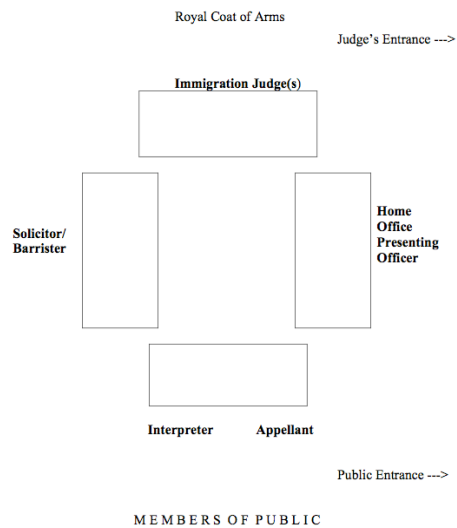 Royal Coat of Arms
Judge's Entrance --->
Immigration Judge(s)
Solicitor/
Barrister
Home
Office
Presenting
Officer
Interpreter Appellant
Public Entrance --->
MEMBERS OF PUBLIC